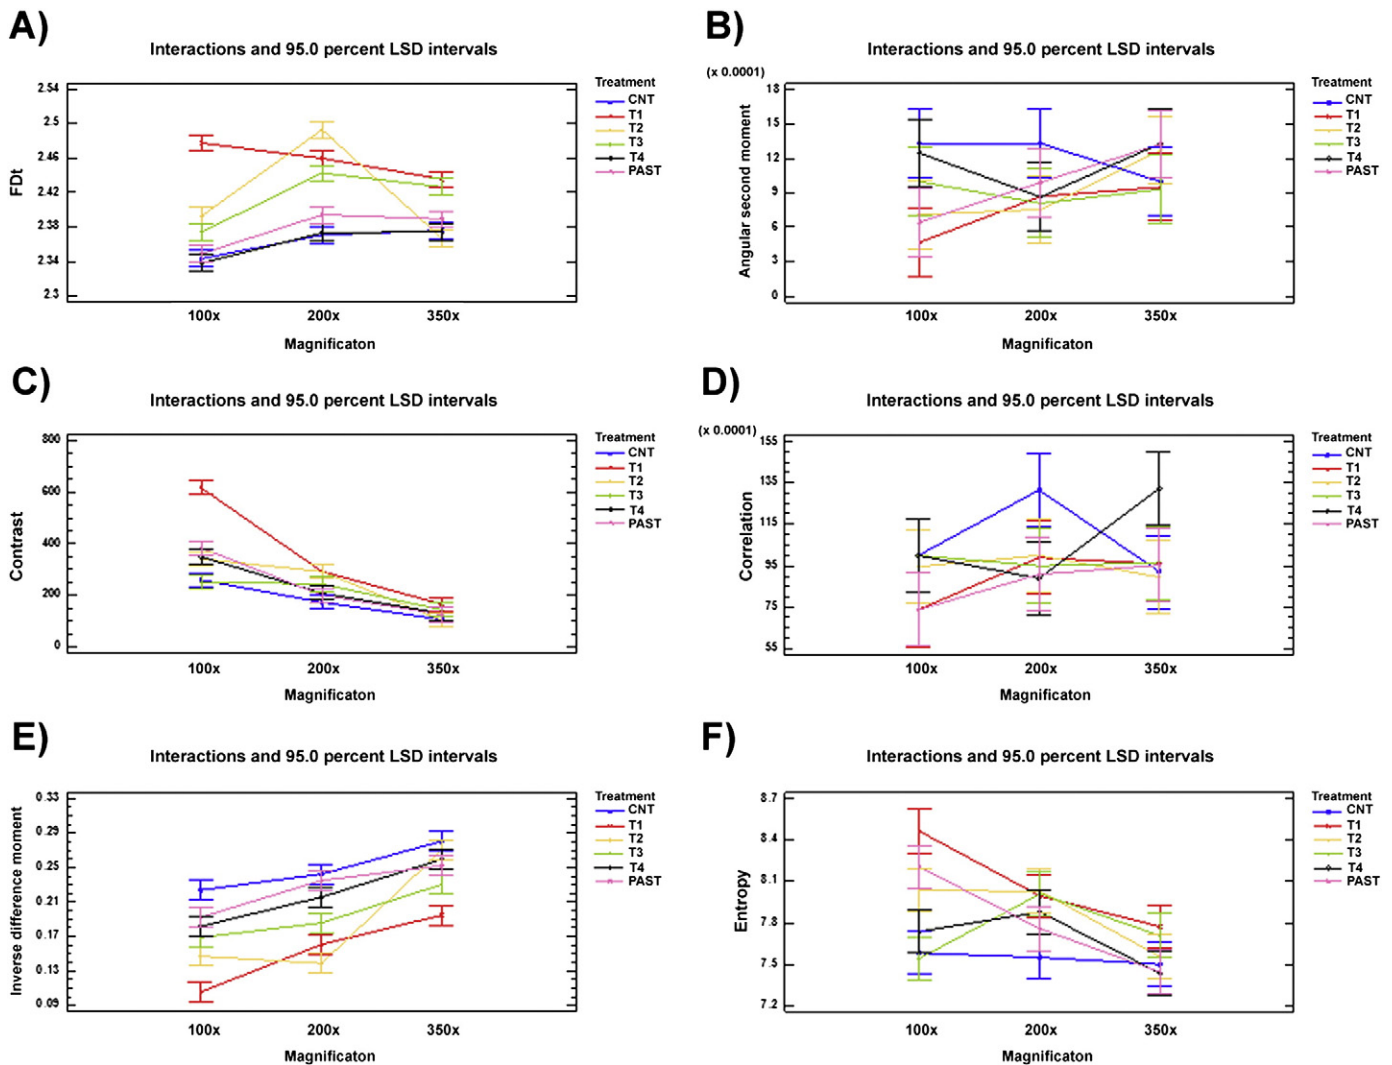 A)
Interactions and 95.0 percent LSD intervals
FDt
2.54
2.5
2.46
2.42
2.38
2.34
2.3
100x 200x 350x
Magnificaton
Treatment
CNT
T1
T2
T3
T4
PAST
B)
Interactions and 95.0 percent LSD intervals
(x 0.0001)
Angular second moment
18
15
12
9
6
3
0
100x 200x 350x
Magnificaton
Treatment
CNT
T1
T2
T3
T4
PAST
C)
Interactions and 95.0 percent LSD intervals
Contrast
800
600
400
200
0
100x 200x 350x
Magnificaton
Treatment
CNT
T1
T2
T3
T4
PAST
D)
Interactions and 95.0 percent LSD intervals
(x 0.0001)
Correlation
155
135
115
95
75
55
100x 200x 350x
Magnificaton
Treatment
CNT
T1
T2
T3
T4
PAST
E)
Interactions and 95.0 percent LSD intervals
Inverse difference moment
0.33
0.29
0.25
0.21
0.17
0.13
0.09
100x 200x 350x
Magnificaton
Treatment
CNT
T1
T2
T3
T4
PAST
F)
Interactions and 95.0 percent LSD intervals
Entropy
8.7
8.4
8.1
7.8
7.5
7.2
100x 200x 350x
Magnificaton
Treatment
CNT
T1
T2
T3
T4
PAST